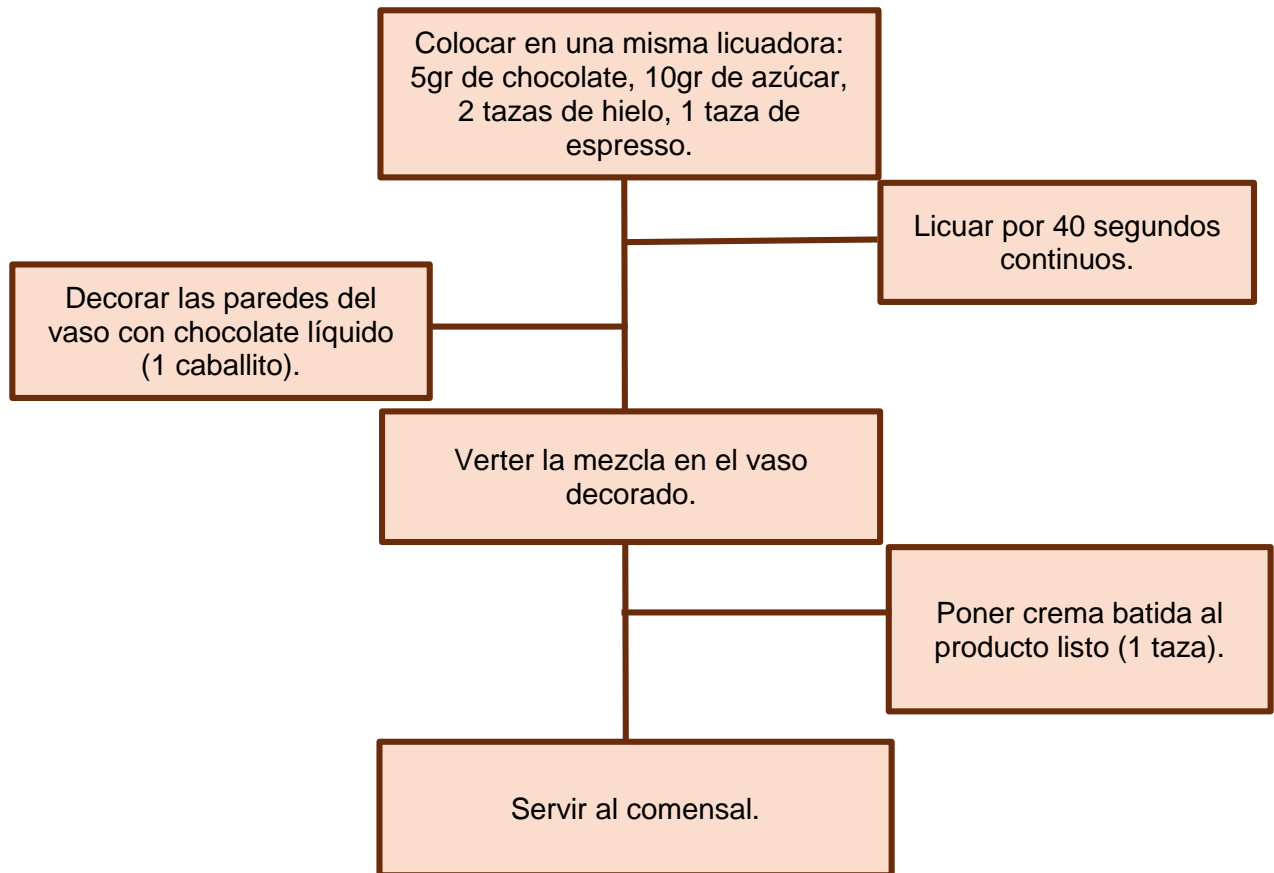 Colocar en una misma licuadora:
5gr de chocolate, 10gr de azúcar,
2 tazas de hielo, 1 taza de
espresso.
Licuar por 40 segundos
continuos.
Decorar las paredes del
vaso con chocolate líquido
(1 caballito).
Verter la mezcla en el vaso
decorado.
Poner crema batida al
producto listo (1 taza).
Servir al comensal.